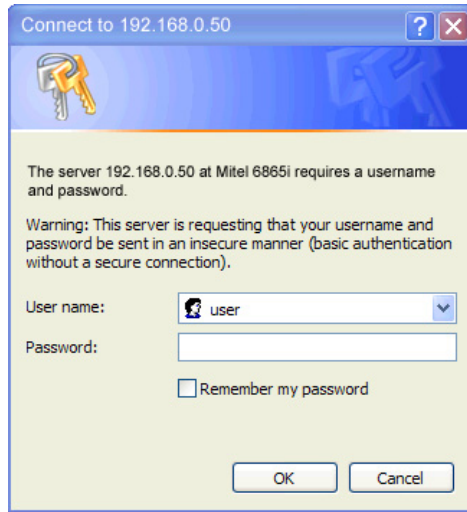 Connect to 192.168.0.50
The server 192.168.0.50 at Mitel 6865i requires a username
and password.
Warning: This server is requesting that your username and
password be sent in an insecure manner (basic authentication
without a secure connection).
User name:
user
Password:
Remember my password
OK
Cancel